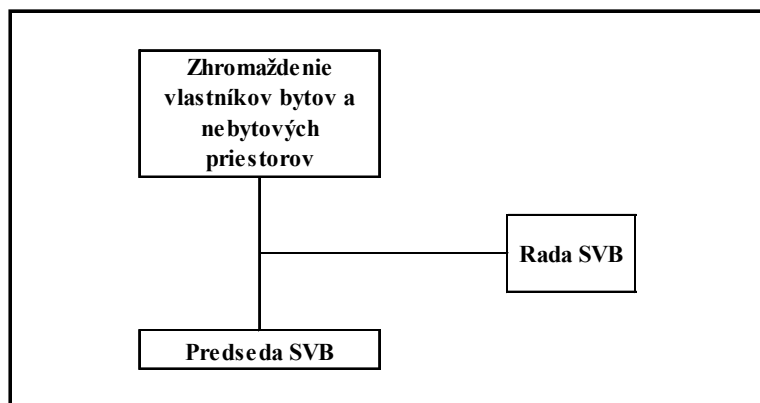 Zhromaždenie
vlastníkov bytov a
nebytových
priestorov
Rada SVB
Predseda SVB